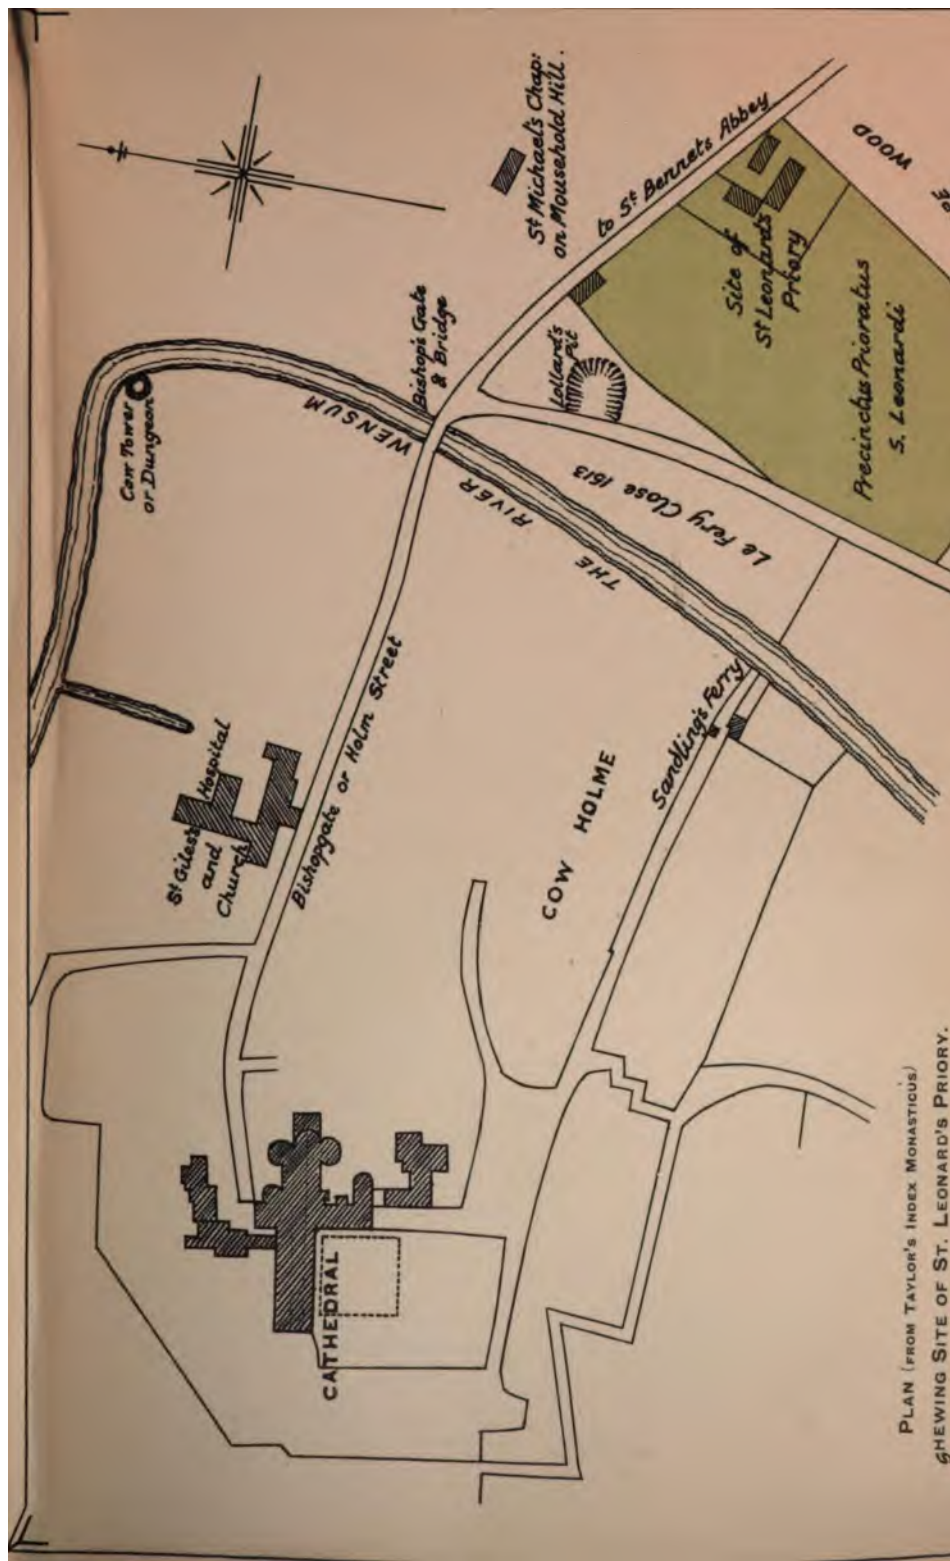 St Michael's Chap:
on Mousehold Hill.
to St Bennets Abbey
WOOD
Site of
St Leonard's
Priory
Precinctus Prioratus
S. Leonardi
Lollard's
Pit
Bishop's Gate
& Bridge
Cow Tower
or Dungeon
THE RIVER WENSUM
Le Fery Close 1513
Sandling's Ferry
COW HOLME
Bishopgate or Holm Street
St Giles's Hospital
and
Church
CATHEDRAL
PLAN (FROM TAYLOR'S INDEX MONASTICUS)
SHEWING SITE OF ST. LEONARD'S PRIORY.